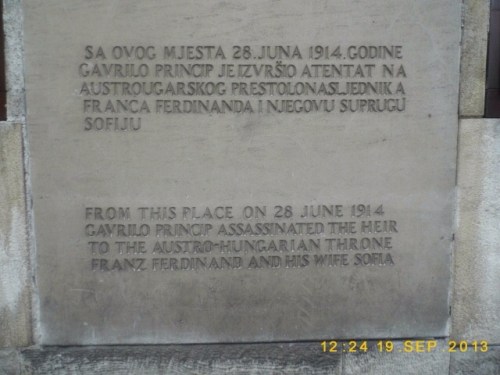 SA OVOG MJESTA 28.JUNA 1914.GODINE
GAVRILO PRINCIP JE IZVRŠIO ATENTAT NA
AUSTROUGARSKOG PRESTOLONASLJEDNIKA
FRANCA FERDINANDA I NJEGOVU SUPRUGU
SOFIJU
FROM THIS PLACE ON 28 JUNE 1914
GAVRILO PRINCIP ASSASSINATED THE HEIR
TO THE AUSTRO-HUNGARIAN THRONE
FRANZ FERDINAND AND HIS WIFE SOFIA
12:24 19.SEP.2013